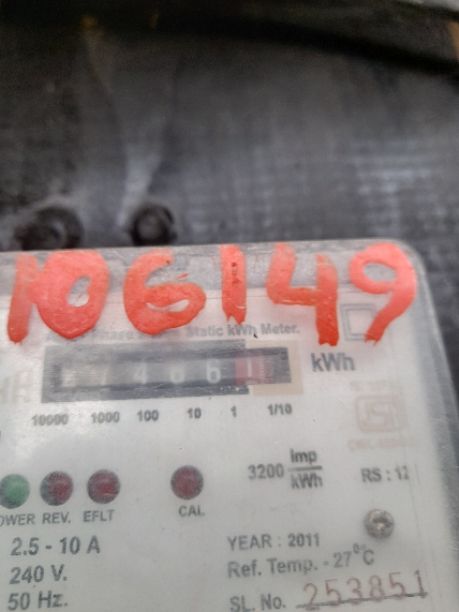 106149
Static kWh Meter.
kWh
10000 1000 100 10 1 1/10
3200 imp/kWh
RS : 12
OWER REV. EFLT CAL
2.5 - 10 A
YEAR : 2011
240 V.
Ref. Temp. - 27°C
50 Hz.
SL. No. 253851